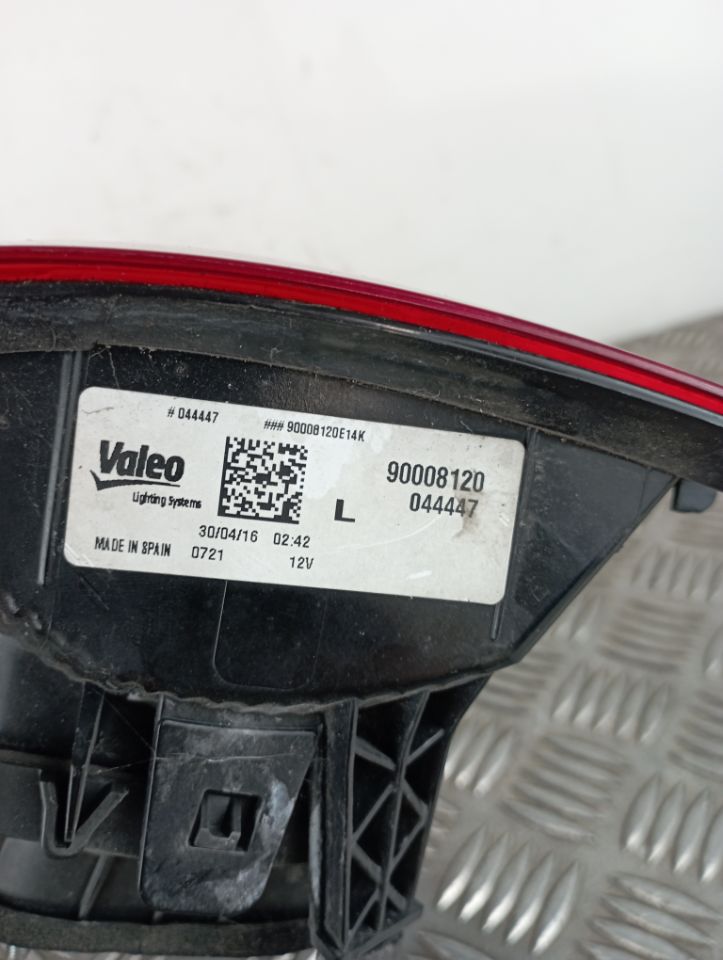 # 044447 ### 90008120E14K
Valeo
Lighting Systems
L
90008120
044447
30/04/16 02:42
MADE IN SPAIN 0721 12V